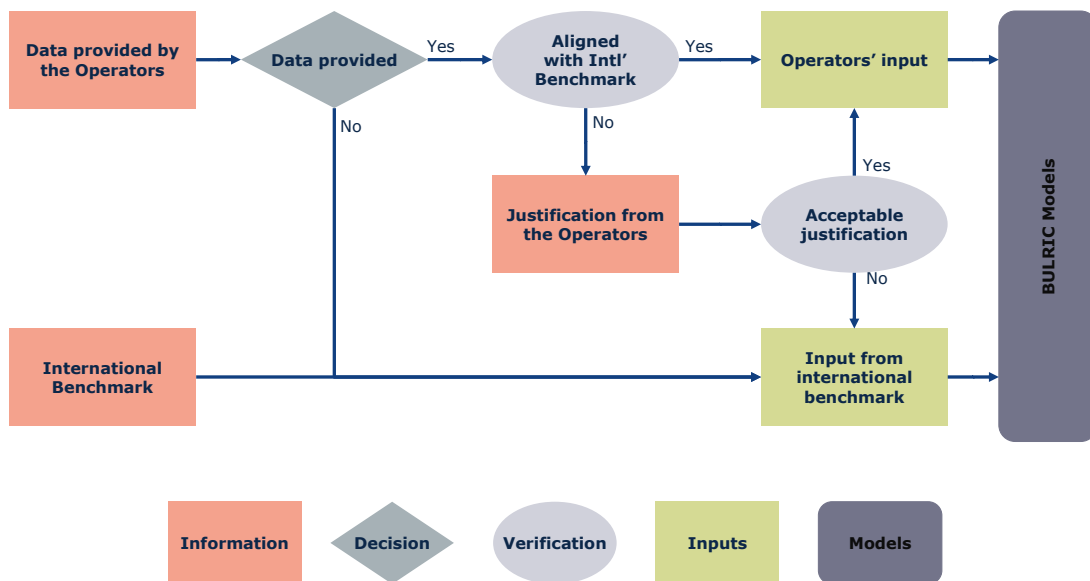 Data provided by
the Operators
Data provided
Yes
Aligned
with Intl’
Benchmark
Yes
Operators’ input
No
No
Justification from
the Operators
Yes
Acceptable
justification
No
BULRIC Models
International
Benchmark
Input from
international
benchmark
Information
Decision
Verification
Inputs
Models